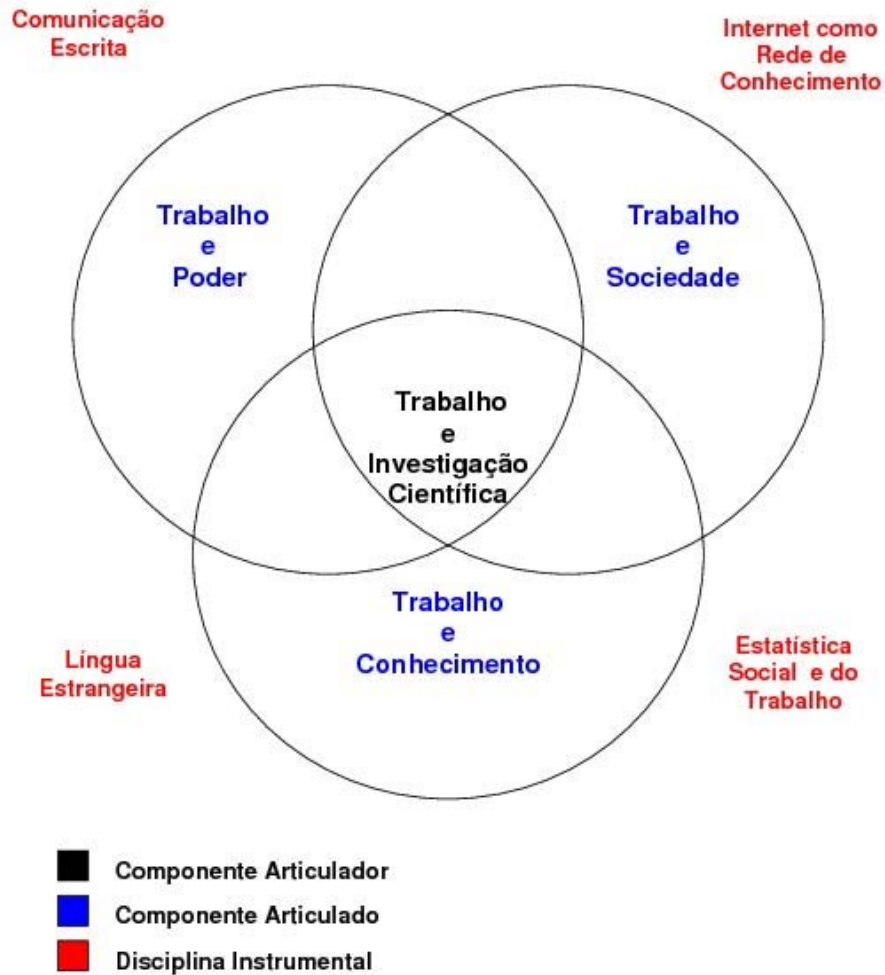 Comunicação
Escrita
Internet como
Rede de
Conhecimento
Trabalho
e
Poder
Trabalho
e
Sociedade
Trabalho
e
Investigação
Científica
Trabalho
e
Conhecimento
Língua
Estrangeira
Estatística
Social e do
Trabalho
Componente Articulador
Componente Articulado
Disciplina Instrumental